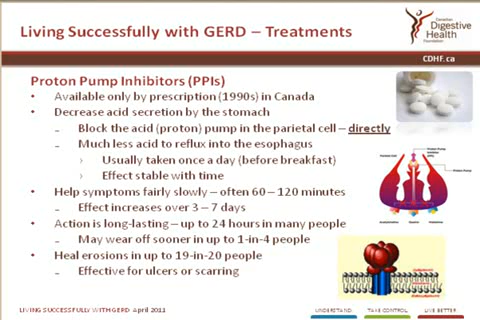 Living Successfully with GERD – Treatments
Canadian
Digestive
Health
Foundation
CDHF.ca
Proton Pump Inhibitors (PPIs)
• Available only by prescription (1990s) in Canada
• Decrease acid secretion by the stomach
– Block the acid (proton) pump in the parietal cell – directly
– Much less acid to reflux into the esophagus
› Usually taken once a day (before breakfast)
› Effect stable with time
• Help symptoms fairly slowly – often 60 – 120 minutes
– Effect increases over 3 – 7 days
• Action is long-lasting – up to 24 hours in many people
– May wear off sooner in up to 1-in-4 people
• Heal erosions in up to 19-in-20 people
– Effective for ulcers or scarring
LIVING SUCCESSFULLY WITH GERD April 2011
UNDERSTAND
TAKE CONTROL
LIVE BETTER